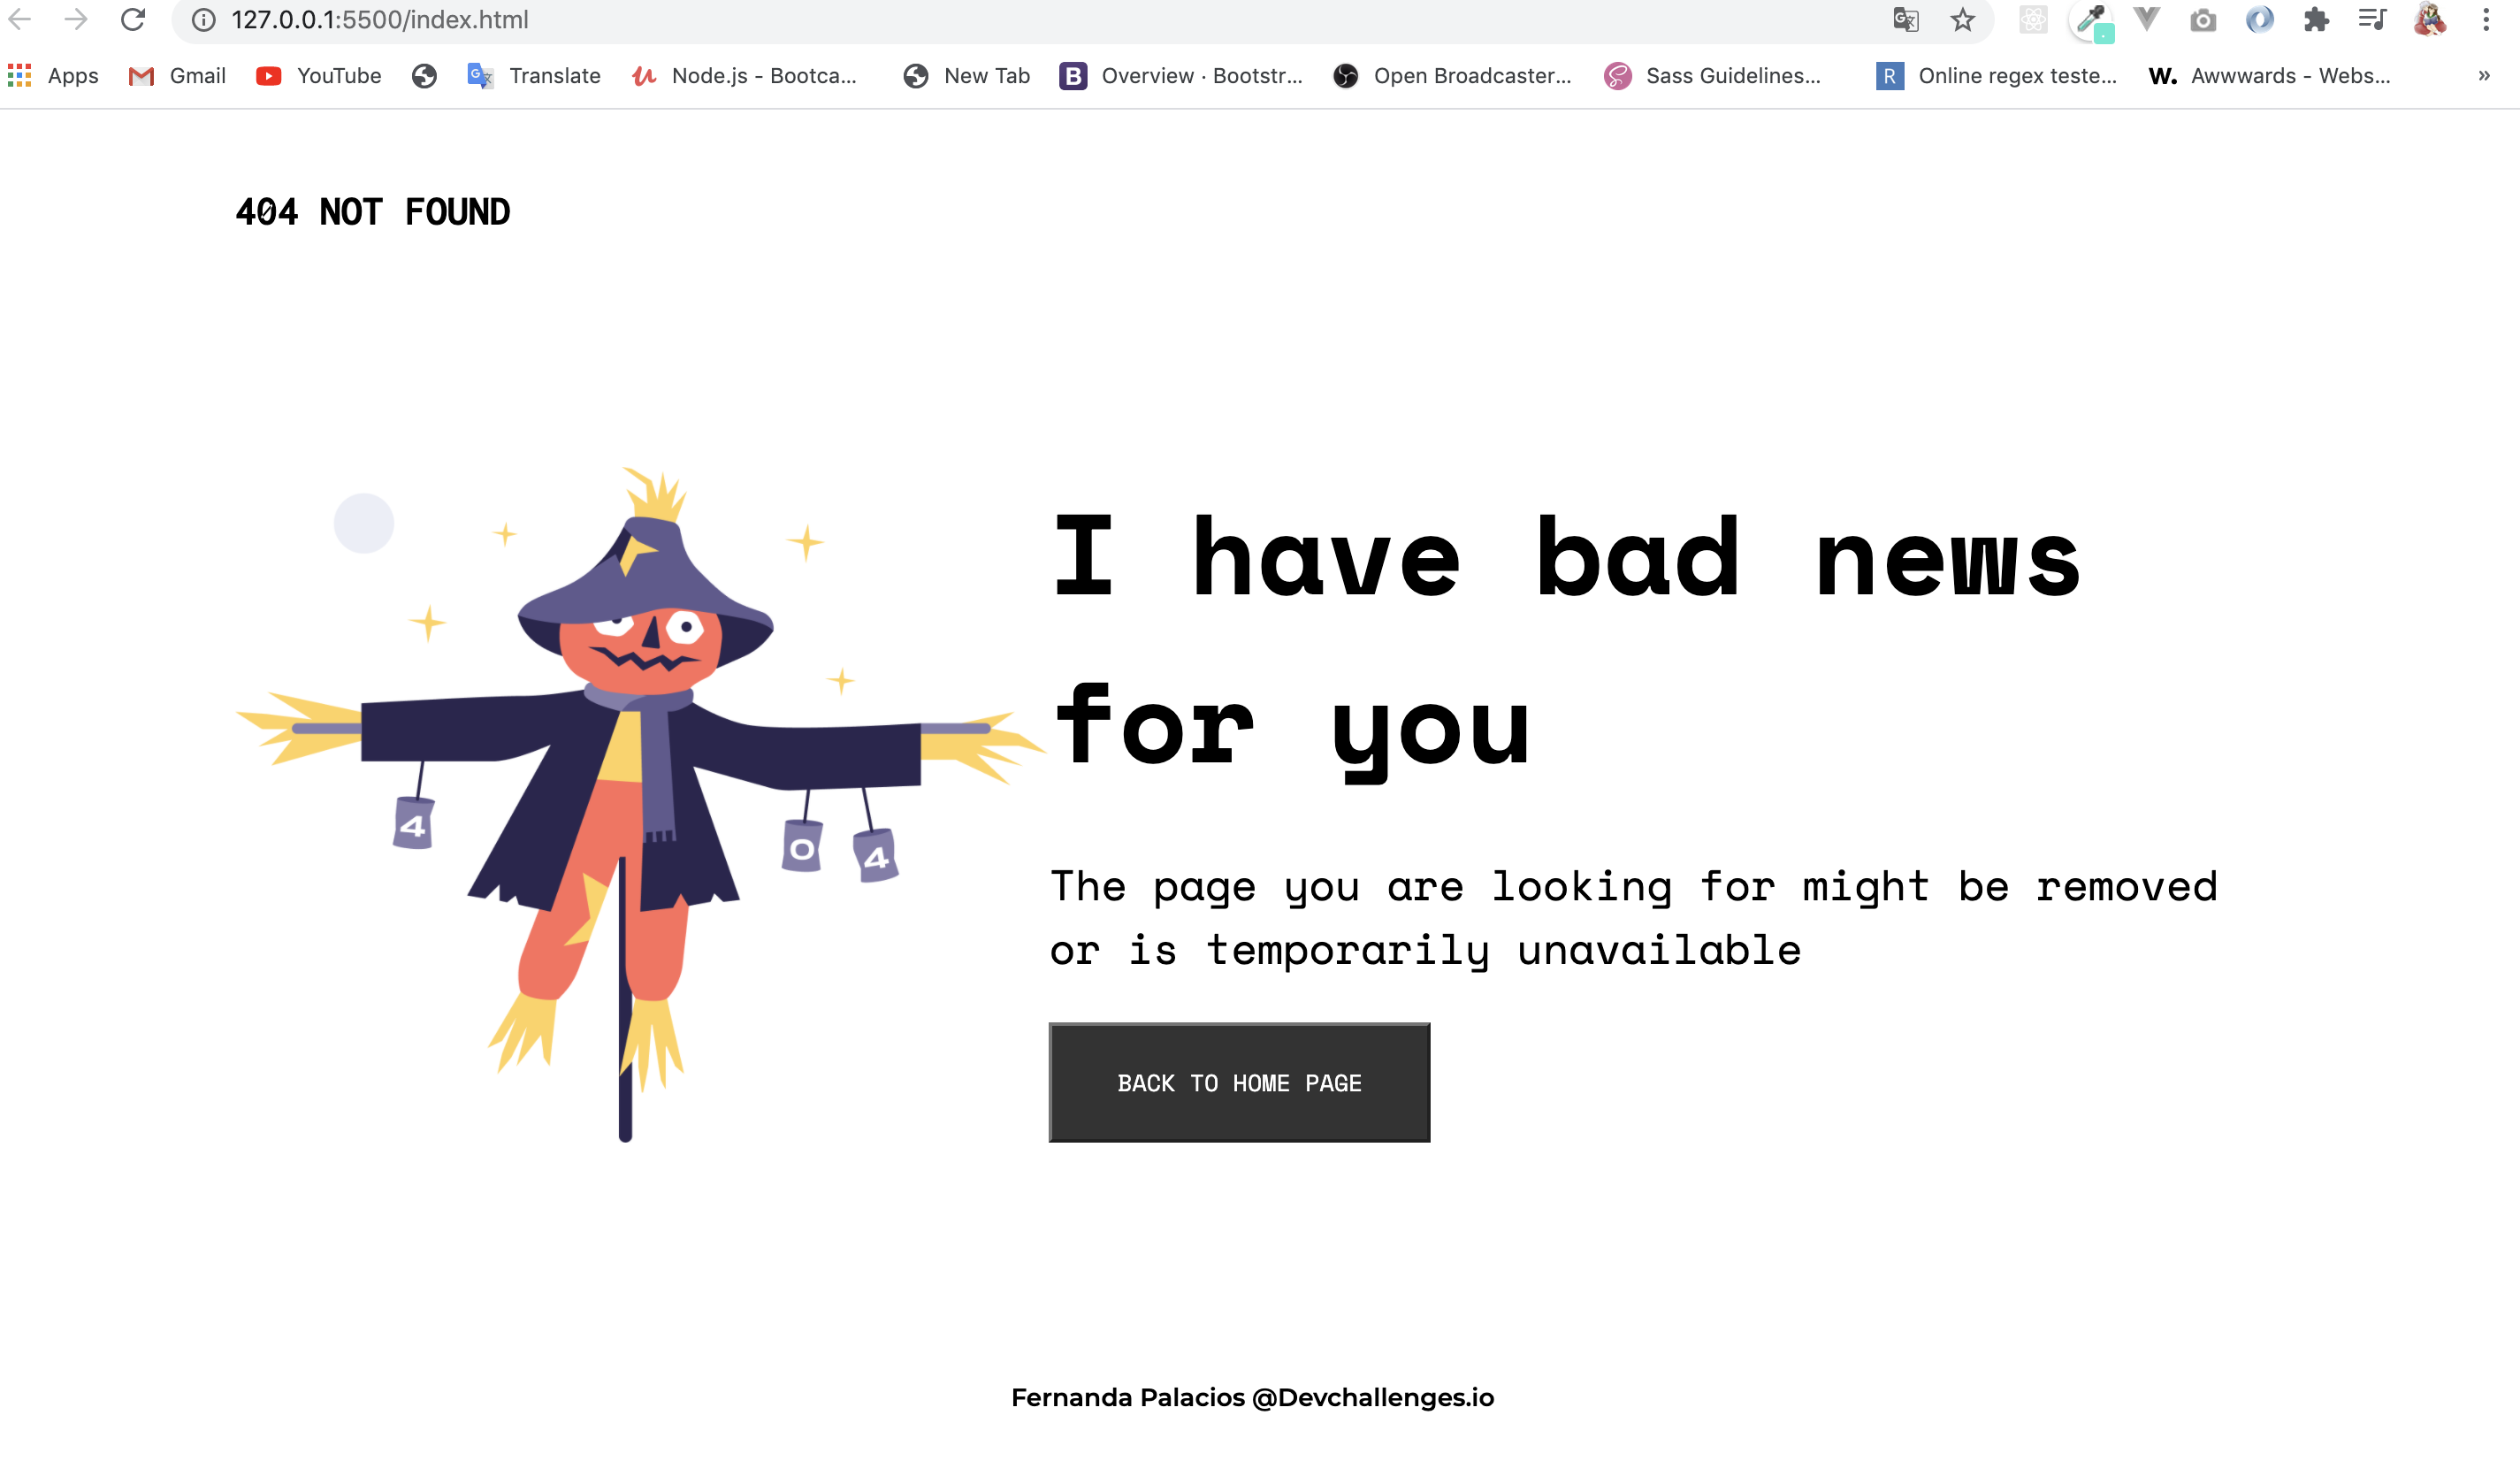 127.0.0.1:5500/index.html
Apps Gmail YouTube Translate Node.js - Bootca... New Tab B Overview · Bootstr... Open Broadcaster... Sass Guidelines... R Online regex teste... W. Awwwards - Webs... »
404 NOT FOUND
I have bad news
for you
4
0
4
The page you are looking for might be removed
or is temporarily unavailable
BACK TO HOME PAGE
Fernanda Palacios @Devchallenges.io